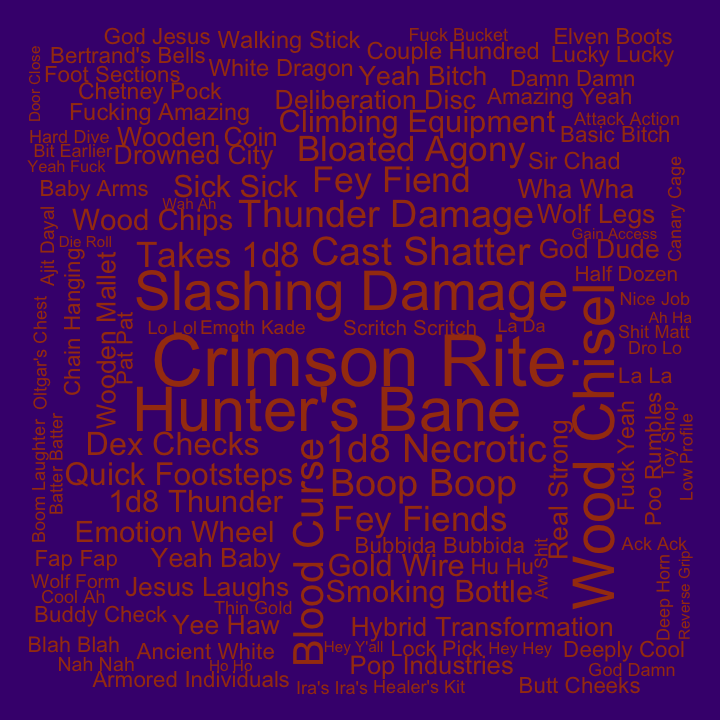 God Jesus
Walking Stick
Fuck Bucket
Elven Boots
Bertrand's Bells
Couple Hundred
Lucky Lucky
Foot Sections
White Dragon
Yeah Bitch
Damn Damn
Door Close
Chetney Pock
Deliberation Disc
Amazing Yeah
Fucking Amazing
Climbing Equipment
Attack Action
Hard Dive
Wooden Coin
Basic Bitch
Bit Earlier
Drowned City
Bloated Agony
Sir Chad
Yeah Fuck
Baby Arms
Sick Sick
Fey Fiend
Wha Wha
Canary Cage
Wah Ah
Wood Chips
Thunder Damage
Wolf Legs
Gain Access
Ajit Dayal
Die Roll
Takes 1d8
Cast Shatter
God Dude
Half Dozen
Slashing Damage
Nice Job
Chain Hanging
Wooden Mallet
Pat Pat
Lo Lol
Emoth Kade
Scritch Scritch
La Da
Ah Ha
Shit Matt
Dro Lo
Oltgar's Chest
Crimson Rite
La La
Hunter's Bane
Wood Chisel
Dex Checks
1d8 Necrotic
Real Strong
Fuck Yeah
Poo Rumbles
Toy Shop
Low Profile
Boom Laughter
Batter Batter
Quick Footsteps
Boop Boop
1d8 Thunder
Blood Curse
Fey Fiends
Emotion Wheel
Bubbida Bubbida
Aw Shit
Ack Ack
Fap Fap
Yeah Baby
Gold Wire
Hu Hu
Wolf Form
Jesus Laughs
Smoking Bottle
Deep Horn
Reverse Grip
Cool Ah
Thin Gold
Buddy Check
Yee Haw
Hybrid Transformation
Blah Blah
Ancient White
Hey Y'all
Lock Pick
Hey Hey
Deeply Cool
Nah Nah
Ho Ho
Pop Industries
God Damn
Armored Individuals
Ira's Ira's
Healer's Kit
Butt Cheeks